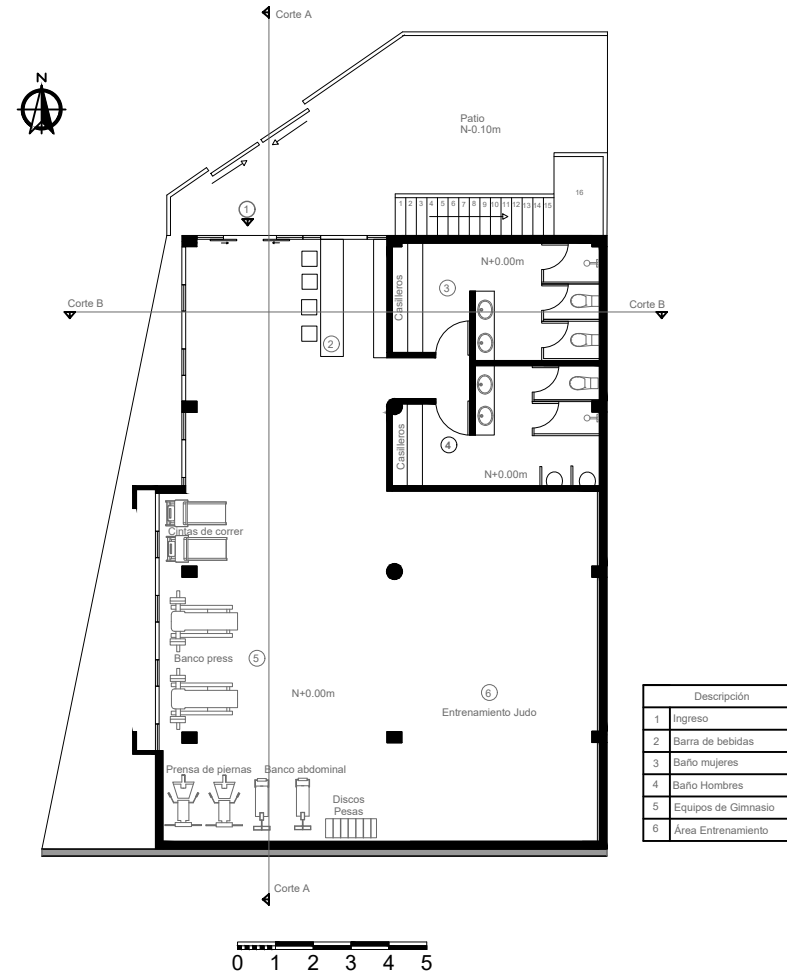 Corte A
N
Patio
N-0.10m
16
1 2 3 4 5 6 7 8 9 10 11 12 13 14 15
1
N+0.00m
Casilleros
3
Corte B
Corte B
2
Casilleros
4
N+0.00m
Cintas de correr
Banco press
5
N+0.00m
6
Entrenamiento Judo
Prensa de piernas
Banco abdominal
Discos
Pesas
Descripción
1 Ingreso
2 Barra de bebidas
3 Baño mujeres
4 Baño Hombres
5 Equipos de Gimnasio
6 Área Entrenamiento
Corte A
0 1 2 3 4 5